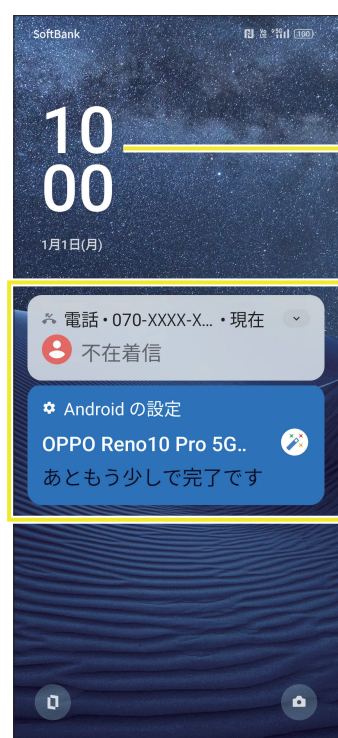 SoftBank
100
10
00
1月1日(月)
電話・070-XXXX-X...・現在
不在着信
Android の設定
OPPO Reno10 Pro 5G..
あともう少しで完了です